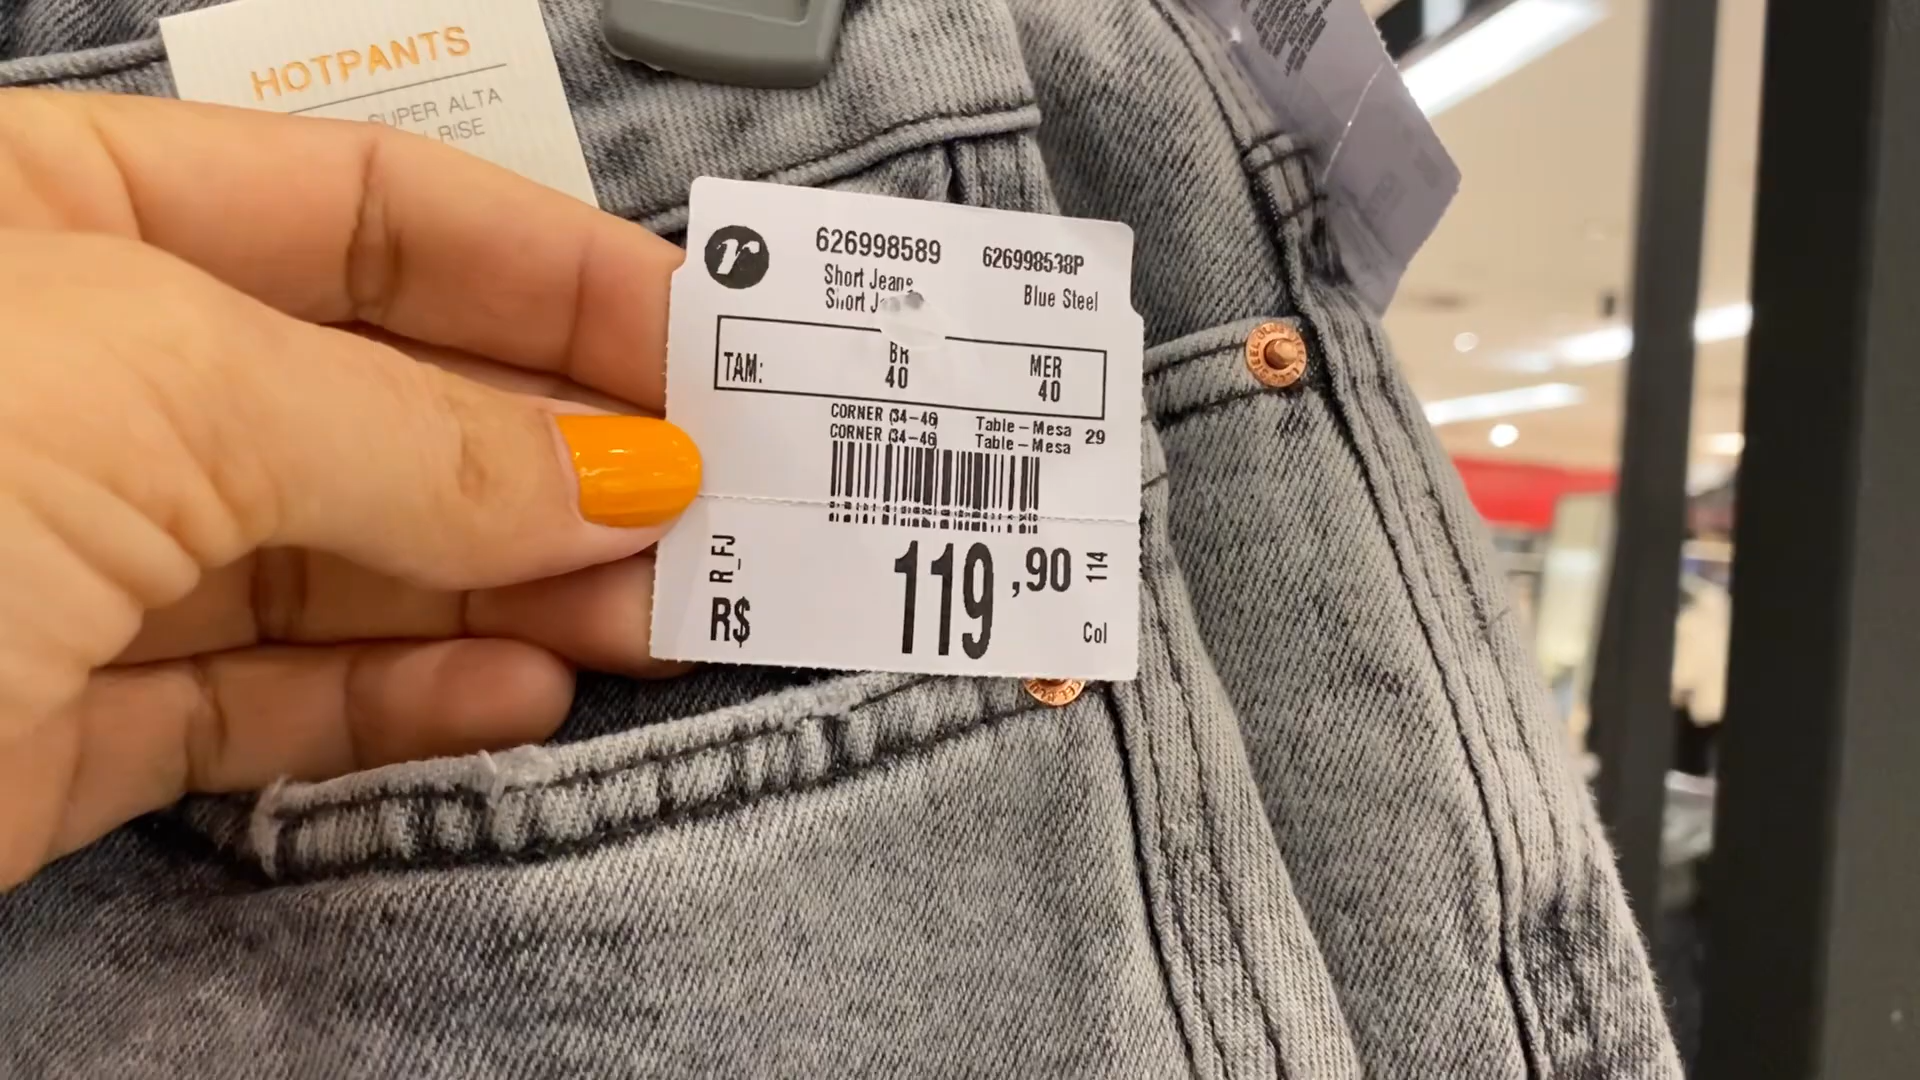 HOTPANTS
SUPER ALTA
RISE
r
626998589 626998538P
Short Jeans Blue Steel
Short J
TAM: BR MER
40 40
CORNER (34-46) Table-Mesa 29
CORNER (34-46) Table-Mesa
R_FJ
R$ 119,90 114
Col